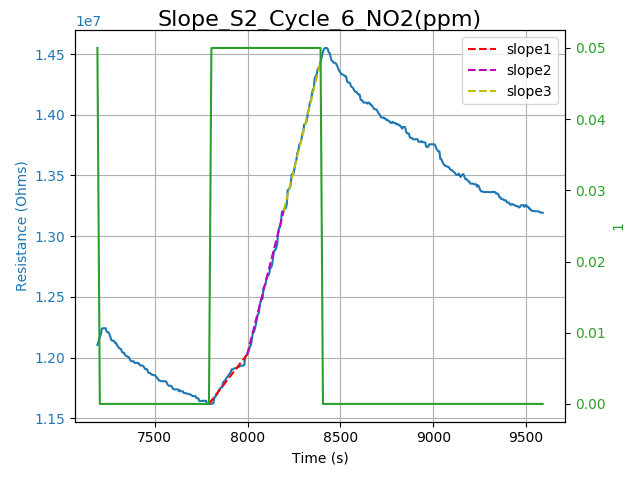 Slope_S2_Cycle_6_NO2(ppm)
1e7
slope1
slope2
slope3
1.45
1.40
1.35
1.30
1.25
1.20
1.15
Resistance (Ohms)
0.05
0.04
0.03
0.02
0.01
0.00
1
7500 8000 8500 9000 9500
Time (s)